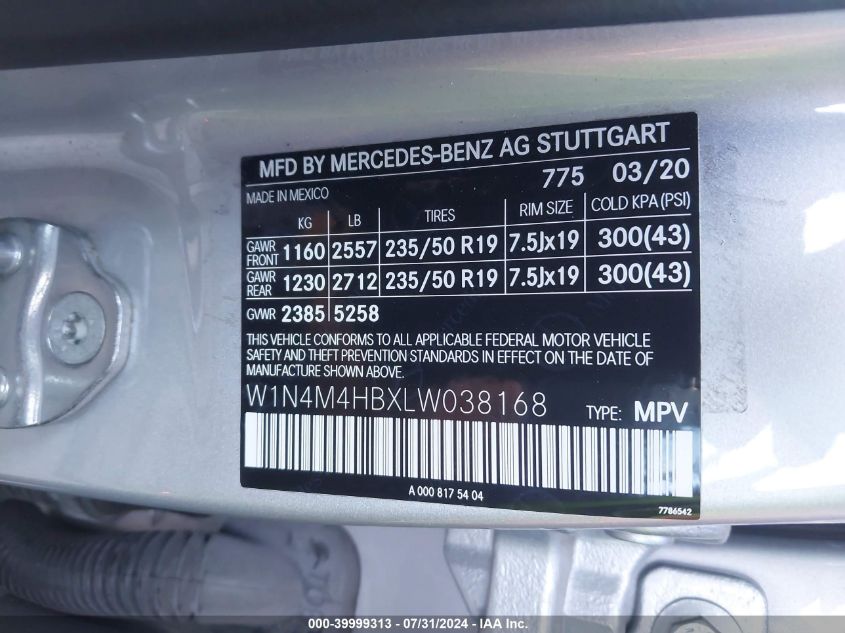 MFD BY MERCEDES-BENZ AG STUTTGART
775 03/20
MADE IN MEXICO
KG LB TIRES RIM SIZE COLD KPA (PSI)
GAWR FRONT 1160 2557 235/50 R19 7.5Jx19 300(43)
GAWR REAR 1230 2712 235/50 R19 7.5Jx19 300(43)
GVWR 2385 5258
THIS VEHICLE CONFORMS TO ALL APPLICABLE FEDERAL MOTOR VEHICLE
SAFETY AND THEFT PREVENTION STANDARDS IN EFFECT ON THE DATE OF
MANUFACTURE SHOWN ABOVE.
W1N4M4HBXLW038168 TYPE: MPV
A 000 817 54 04
7786542
000-39999313 - 07/31/2024 - IAA Inc.